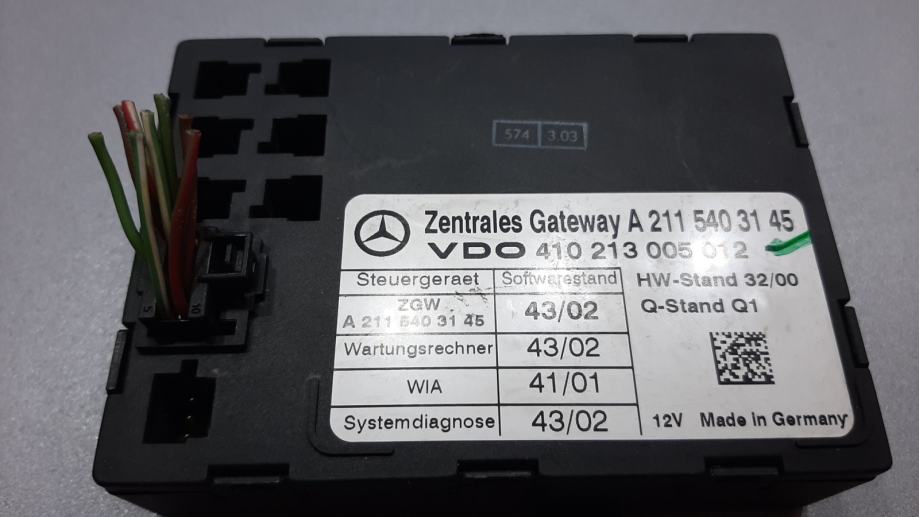 574 3.03
Zentrales Gateway A 211 540 31 45
VDO 410 213 005 012
Steuergeraet Softwarestand HW-Stand 32/00
ZGW
A 211 540 31 45 43/02 Q-Stand Q1
Wartungsrechner 43/02
WIA 41/01
Systemdiagnose 43/02 12V Made in Germany
5 10